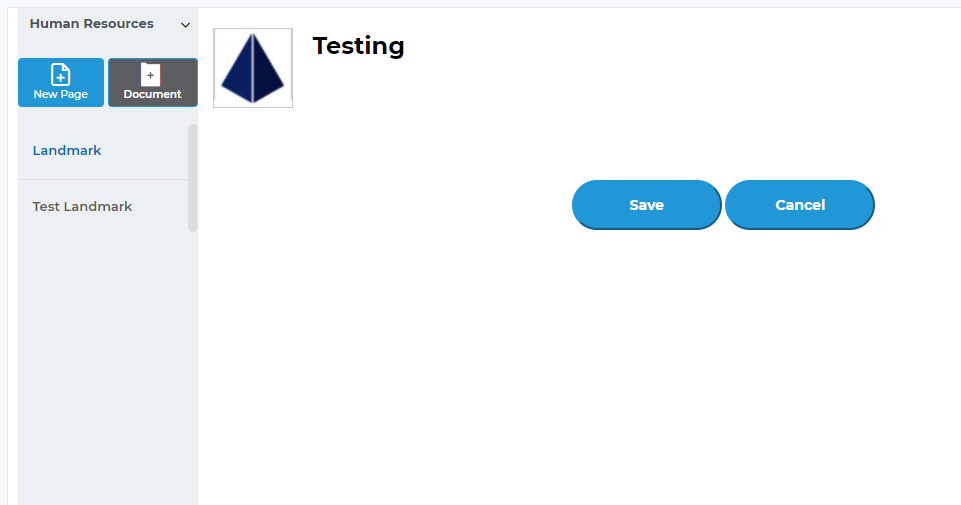 Human Resources
Testing
New Page
Document
Landmark
Test Landmark
Save
Cancel